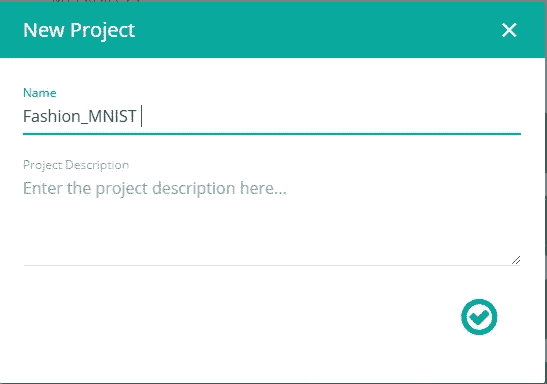 New Project
Name
Fashion_MNIST
Project Description
Enter the project description here...